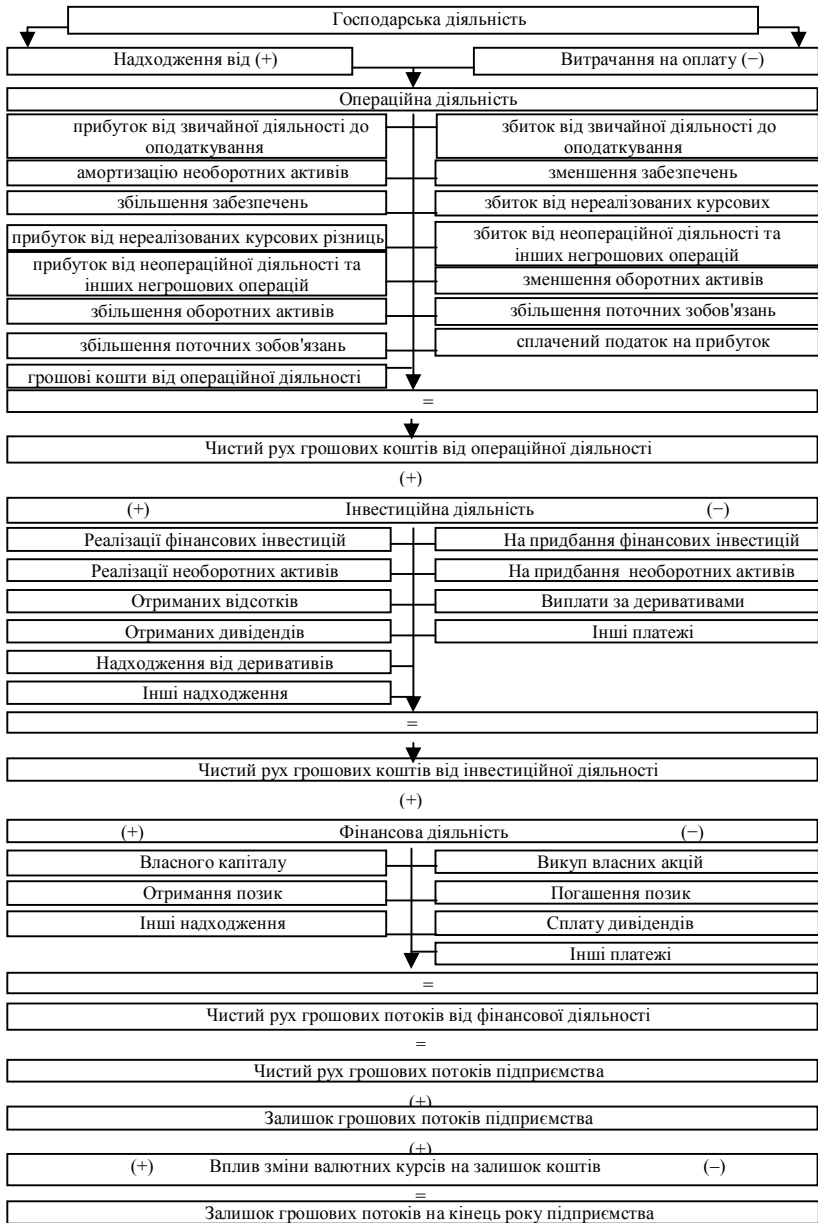 Господарська діяльність
Надходження від (+)
Витрачання на оплату (−)
Операційна діяльність
прибуток від звичайної діяльності до
оподаткування
збиток від звичайної діяльності до
оподаткування
амортизацію необоротних активів
зменшення забезпечень
збільшення забезпечень
збиток від нереалізованих курсових
прибуток від нереалізованих курсових різниць
збиток від неопераційної діяльності та
інших негрошових операцій
прибуток від неопераційної діяльності та
інших негрошових операцій
зменшення оборотних активів
збільшення оборотних активів
збільшення поточних зобов'язань
збільшення поточних зобов'язань
сплачений податок на прибуток
грошові кошти від операційної діяльності
=
Чистий рух грошових коштів від операційної діяльності
(+)
(+) Інвестиційна діяльність (−)
Реалізації фінансових інвестицій
На придбання фінансових інвестицій
Реалізації необоротних активів
На придбання необоротних активів
Отриманих відсотків
Виплати за деривативами
Отриманих дивідендів
Інші платежі
Надходження від деривативів
Інші надходження
=
Чистий рух грошових коштів від інвестиційної діяльності
(+)
(+) Фінансова діяльність (−)
Власного капіталу
Викуп власних акцій
Отримання позик
Погашення позик
Інші надходження
Сплату дивідендів
Інші платежі
=
Чистий рух грошових потоків від фінансової діяльності
=
Чистий рух грошових потоків підприємства
(+)
Залишок грошових потоків підприємства
(+)
(+) Вплив зміни валютних курсів на залишок коштів (−)
=
Залишок грошових потоків на кінець року підприємства